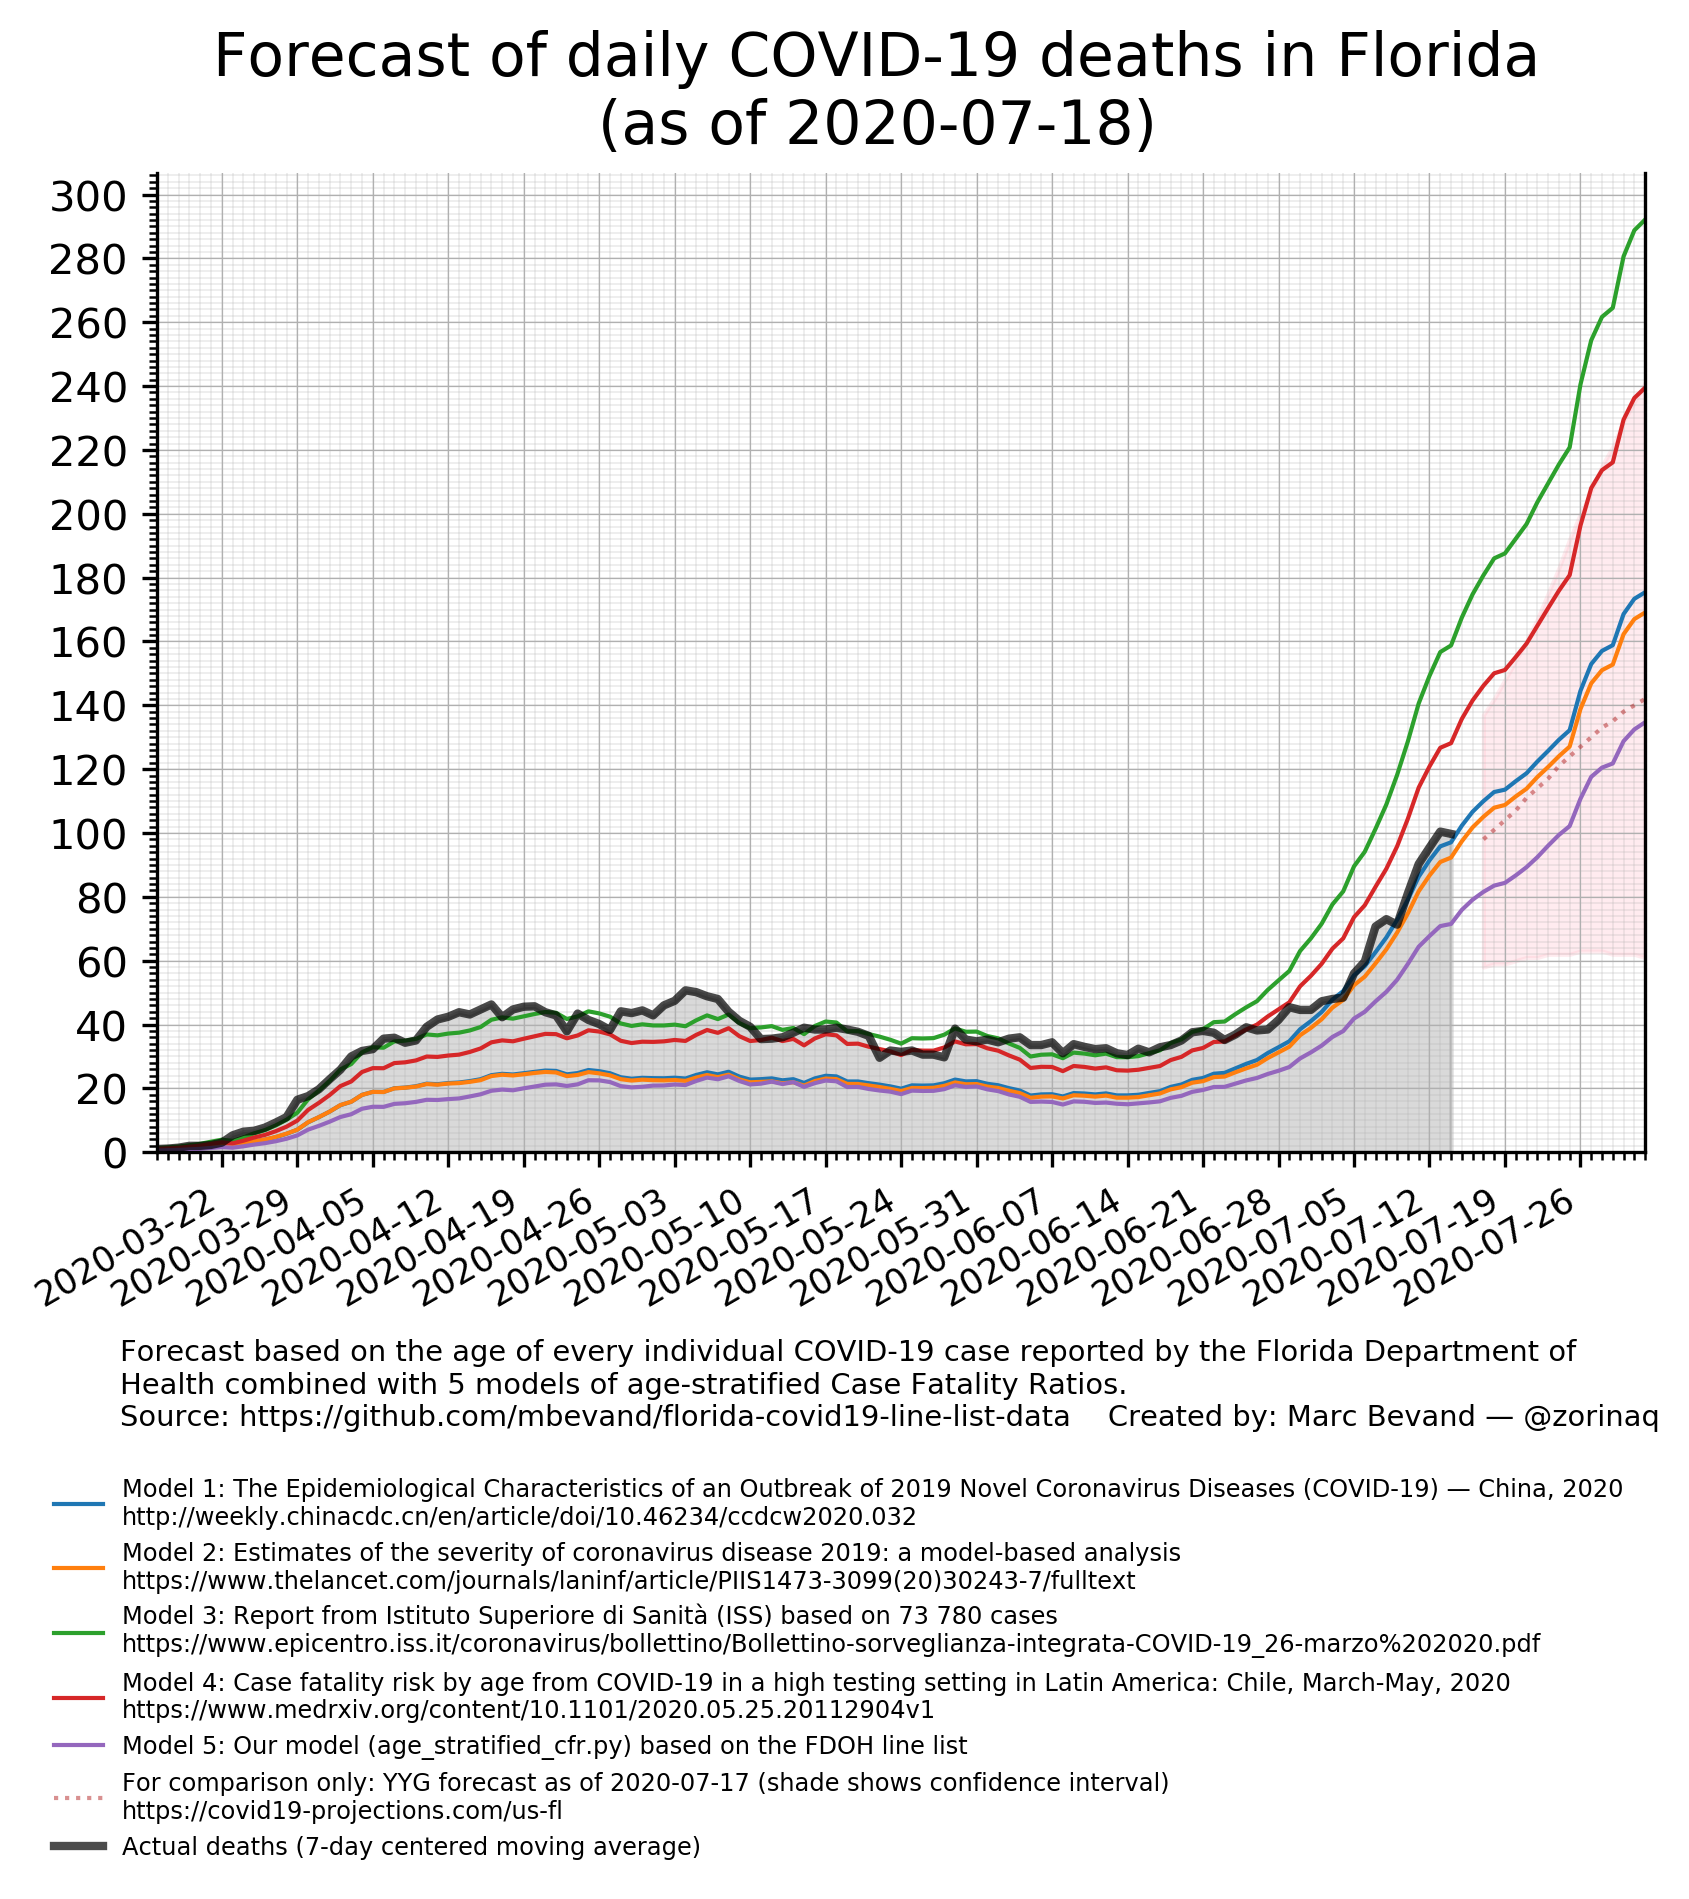 Forecast of daily COVID-19 deaths in Florida
(as of 2020-07-18)
300
280
260
240
220
200
180
160
140
120
100
80
60
40
20
0
2020-03-22
2020-03-29
2020-04-05
2020-04-12
2020-04-19
2020-04-26
2020-05-03
2020-05-10
2020-05-17
2020-05-24
2020-05-31
2020-06-07
2020-06-14
2020-06-21
2020-06-28
2020-07-05
2020-07-12
2020-07-19
2020-07-26
Forecast based on the age of every individual COVID-19 case reported by the Florida Department of
Health combined with 5 models of age-stratified Case Fatality Ratios.
Source: https://github.com/mbevand/florida-covid19-line-list-data Created by: Marc Bevand — @zorinaq
Model 1: The Epidemiological Characteristics of an Outbreak of 2019 Novel Coronavirus Diseases (COVID-19) — China, 2020
http://weekly.chinacdc.cn/en/article/doi/10.46234/ccdcw2020.032
Model 2: Estimates of the severity of coronavirus disease 2019: a model-based analysis
https://www.thelancet.com/journals/laninf/article/PIIS1473-3099(20)30243-7/fulltext
Model 3: Report from Istituto Superiore di Sanità (ISS) based on 73 780 cases
https://www.epicentro.iss.it/coronavirus/bollettino/Bollettino-sorveglianza-integrata-COVID-19_26-marzo%202020.pdf
Model 4: Case fatality risk by age from COVID-19 in a high testing setting in Latin America: Chile, March-May, 2020
https://www.medrxiv.org/content/10.1101/2020.05.25.20112904v1
Model 5: Our model (age_stratified_cfr.py) based on the FDOH line list
For comparison only: YYG forecast as of 2020-07-17 (shade shows confidence interval)
https://covid19-projections.com/us-fl
Actual deaths (7-day centered moving average)